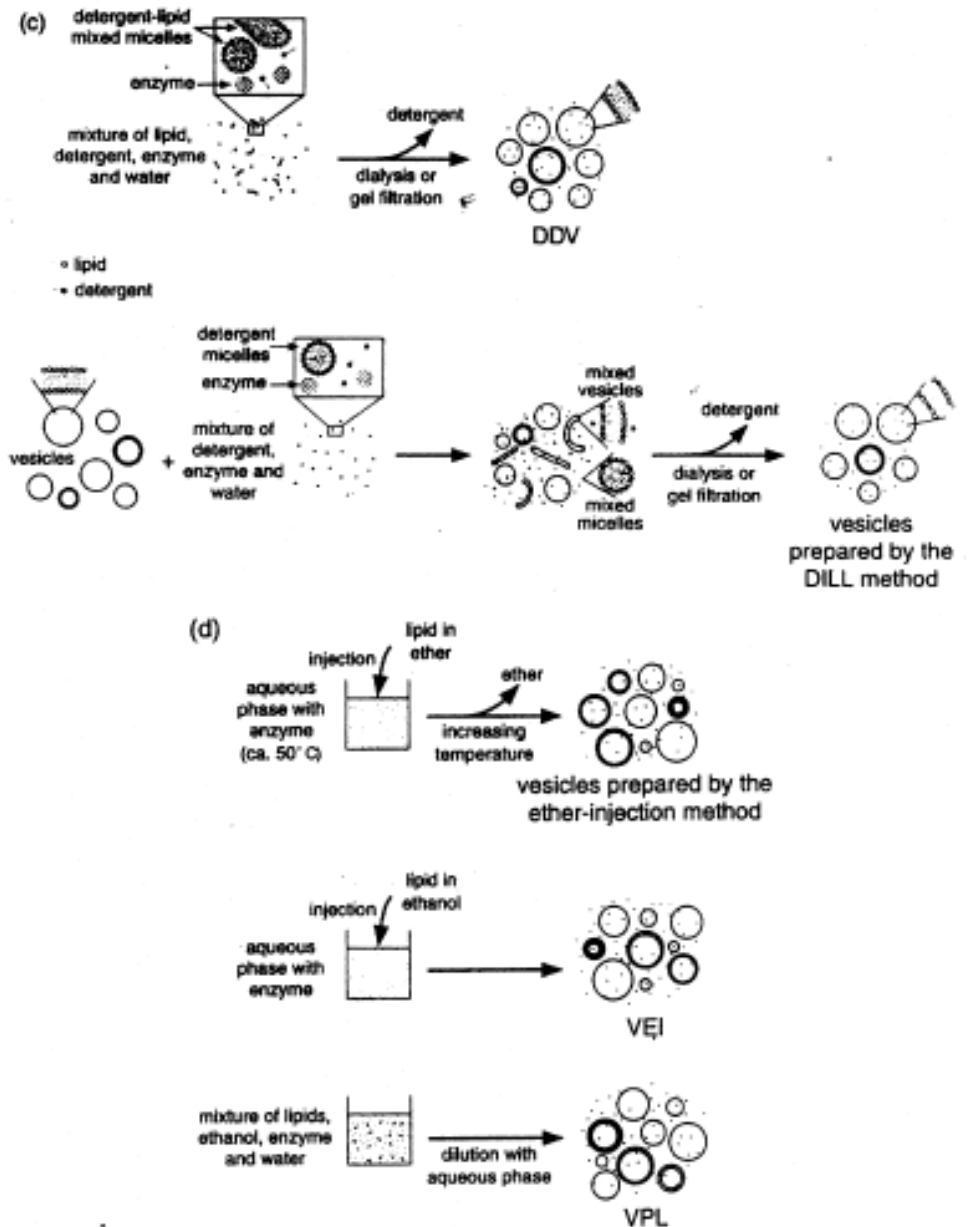 (c)
detergent-lipid
mixed micelles
enzyme
mixture of lipid,
detergent, enzyme
and water
detergent
dialysis or
gel filtration
DDV
lipid
detergent
vesicles
+
detergent
micelles
enzyme
mixture of
detergent,
enzyme and
water
mixed
vesicles
mixed
micelles
detergent
dialysis or
gel filtration
vesicles
prepared by the
DILL method
(d)
injection
lipid in
ether
aqueous
phase with
enzyme
(ca. 50° C)
ether
increasing
temperature
vesicles prepared by the
ether-injection method
injection
lipid in
ethanol
aqueous
phase with
enzyme
VEI
mixture of lipids,
ethanol, enzyme
and water
dilution with
aqueous phase
VPL